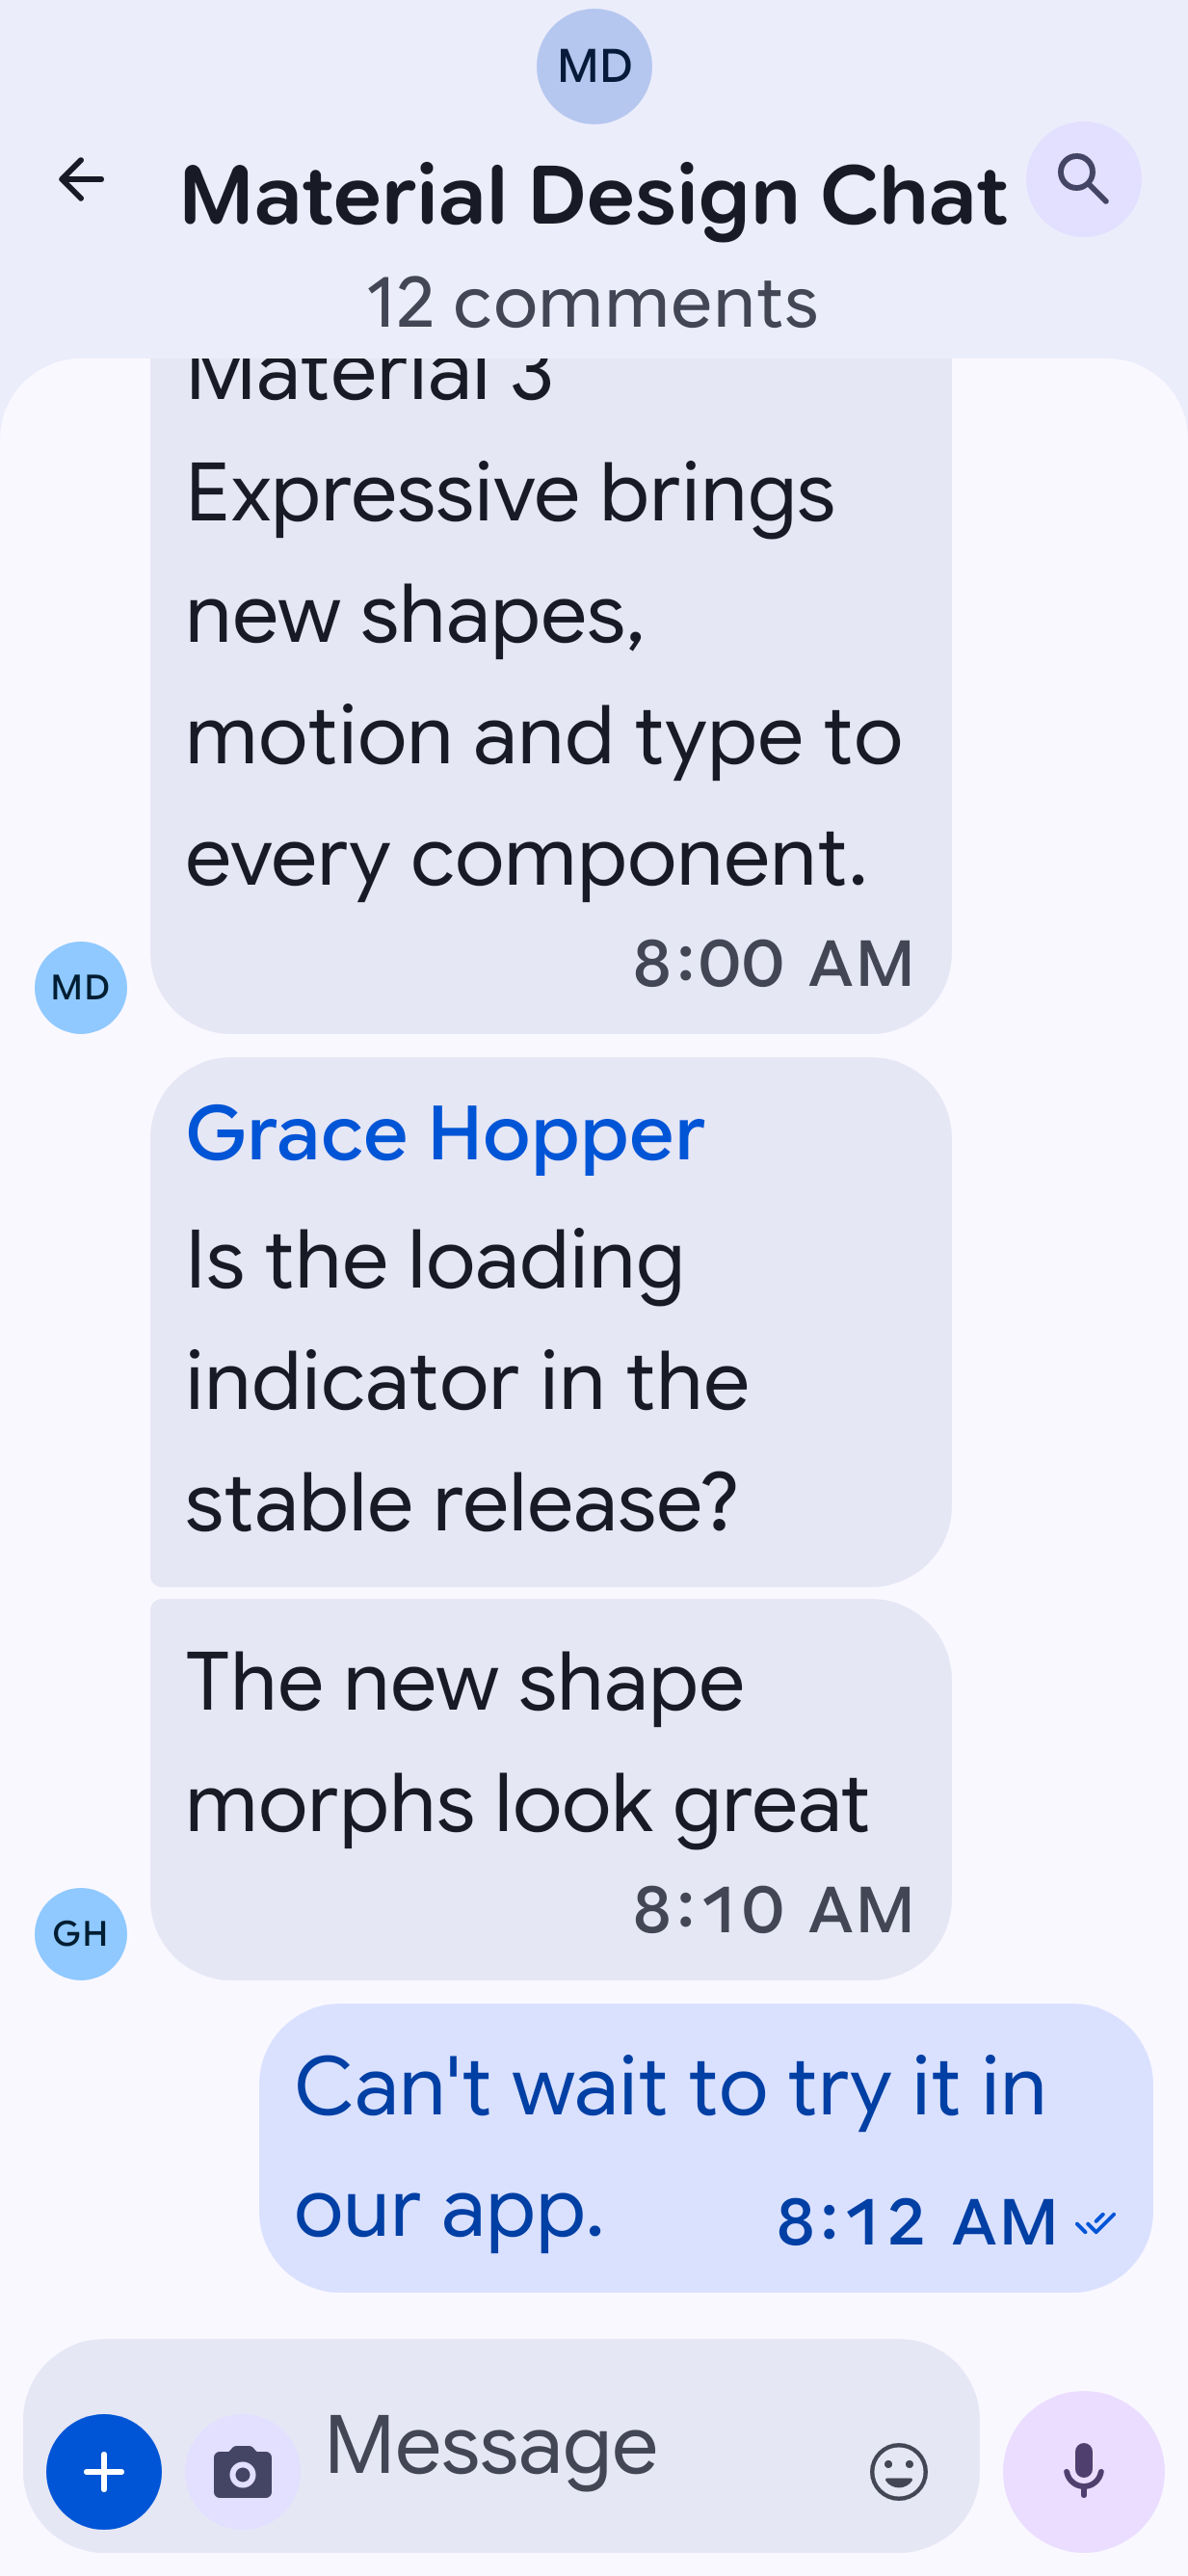 MD
Material Design Chat
12 comments
Material 3
Expressive brings
new shapes,
motion and type to
every component.
8:00 AM
MD
Grace Hopper
Is the loading
indicator in the
stable release?
The new shape
morphs look great
8:10 AM
GH
Can't wait to try it in
our app.
8:12 AM
Message